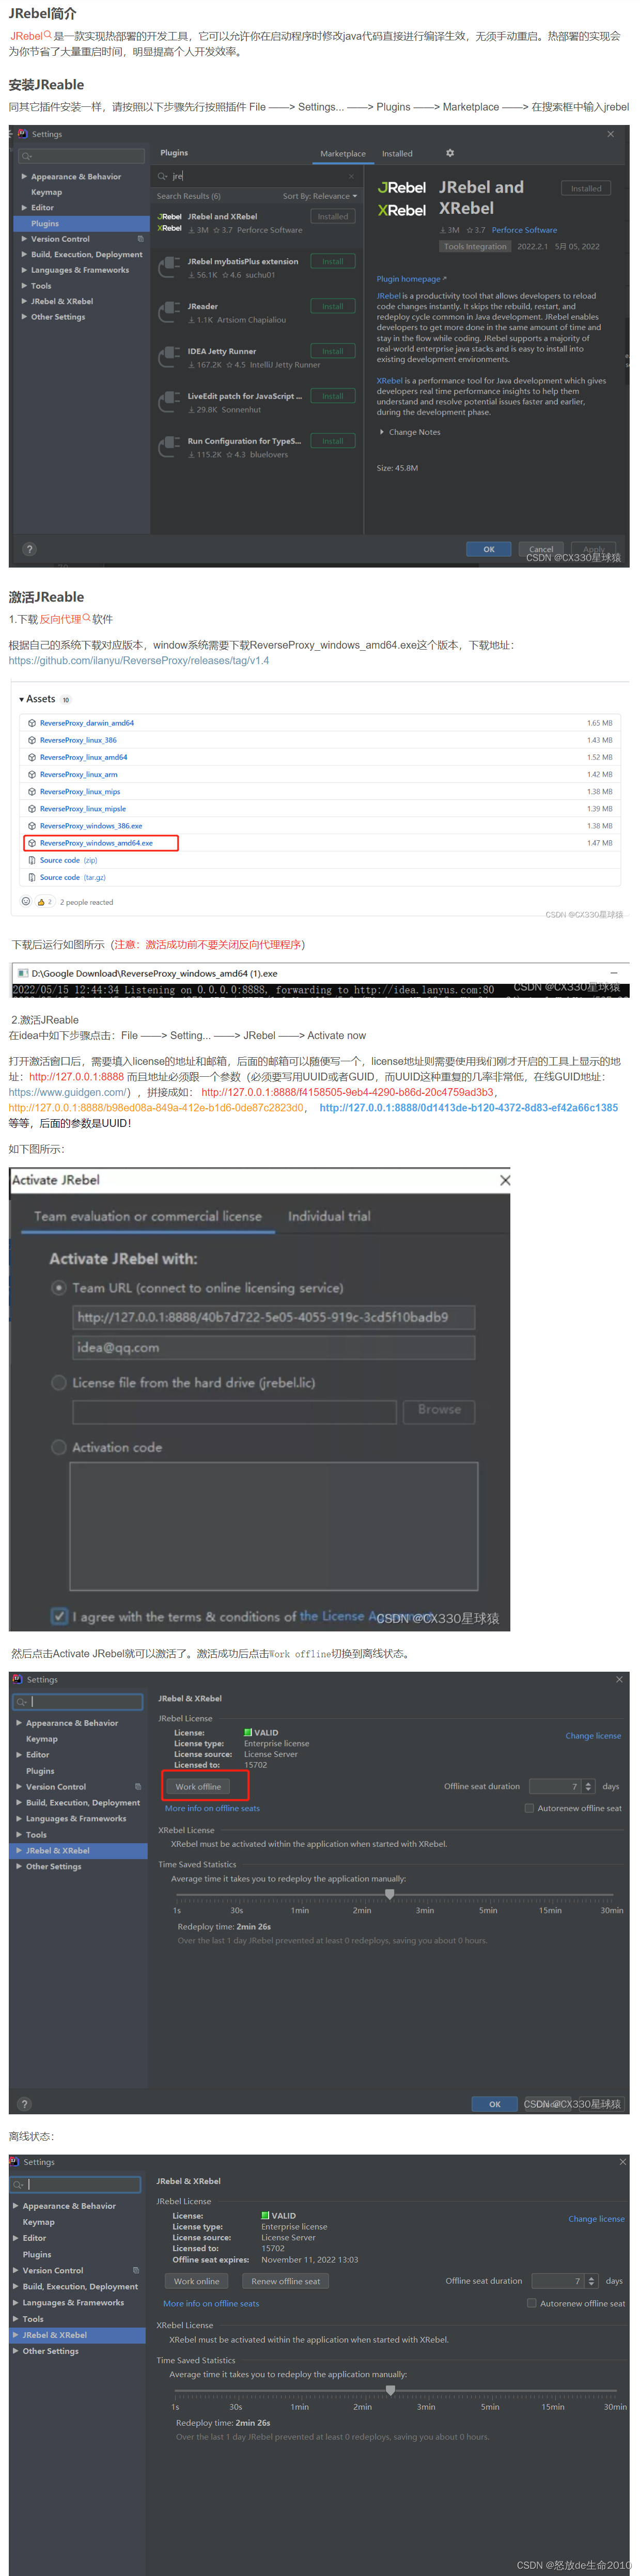 JRebel简介
JRebel是一款实现热部署的开发工具，它可以允许你在启动程序时修改java代码直接进行编译生效，无须手动重启。热部署的实现会
为你节省了大量重启时间，明显提高个人开发效率。
安装JReable
同其它插件安装一样，请按照以下步骤先行按照插件 File ——> Settings... ——> Plugins ——> Marketplace ——> 在搜索框中输入jrebel
Settings
Appearance & Behavior
Keymap
Editor
Plugins
Version Control
Build, Execution, Deployment
Languages & Frameworks
Tools
JRebel & XRebel
Other Settings
Plugins
Marketplace
Installed
jre
Search Results (6)
Sort By: Relevance
JRebel
XRebel
JRebel and XRebel
3M 3.7 Perforce Software
Installed
JRebel mybatisPlus extension
56.1K 4.6 suchu01
Install
JReader
1.1K Artsiom Chapialiou
Install
IDEA Jetty Runner
167.2K 4.5 IntelliJ Jetty Runner
Install
LiveEdit patch for JavaScript ...
29.8K Sonnenhut
Install
Run Configuration for TypeS...
115.2K 4.3 bluelovers
Install
JRebel
XRebel
JRebel and
XRebel
Installed
3M 3.7 Perforce Software
Tools Integration 2022.2.1 5月 05, 2022
Plugin homepage
JRebel is a productivity tool that allows developers to reload
code changes instantly. It skips the rebuild, restart, and
redeploy cycle common in Java development. JRebel enables
developers to get more done in the same amount of time and
stay in the flow while coding. JRebel supports a majority of
real-world enterprise java stacks and is easy to install into
existing development environments.
XRebel is a performance tool for Java development which gives
developers real time performance insights to help them
understand and resolve potential issues faster and earlier,
during the development phase.
Change Notes
Size: 45.8M
?
OK
Cancel
Apply
CSDN @CX330星球猿
激活JReable
1.下载 反向代理软件
根据自己的系统下载对应版本，window系统需要下载ReverseProxy_windows_amd64.exe这个版本，下载地址：
https://github.com/ilanyu/ReverseProxy/releases/tag/v1.4
Assets 10
ReverseProxy_darwin_amd64 1.65 MB
ReverseProxy_linux_386 1.43 MB
ReverseProxy_linux_amd64 1.52 MB
ReverseProxy_linux_arm 1.42 MB
ReverseProxy_linux_mips 1.38 MB
ReverseProxy_linux_mipsle 1.39 MB
ReverseProxy_windows_386.exe 1.38 MB
ReverseProxy_windows_amd64.exe 1.47 MB
Source code (zip)
Source code (tar.gz)
2 2 people reacted
CSDN @CX330星球猿
下载后运行如图所示（注意：激活成功前不要关闭反向代理程序）
D:\Google Download\ReverseProxy_windows_amd64 (1).exe
2022/05/15 12:44:34 Listening on 0.0.0.0:8888, forwarding to http://idea.lanyus.com:80
CSDN @CX330星球猿
2.激活JReable
在idea中如下步骤点击：File ——> Setting... ——> JRebel ——> Activate now
打开激活窗口后，需要填入license的地址和邮箱，后面的邮箱可以随便写一个，license地址则需要使用我们刚才开启的工具上显示的地
址：http://127.0.0.1:8888 而且地址必须跟一个参数（必须要写用UUID或者GUID，而UUID这种重复的几率非常低，在线GUID地址：
https://www.guidgen.com/），拼接成如： http://127.0.0.1:8888/f4158505-9eb4-4290-b86d-20c4759ad3b3，
http://127.0.0.1:8888/b98ed08a-849a-412e-b1d6-0de87c2823d0， http://127.0.0.1:8888/0d1413de-b120-4372-8d83-ef42a66c1385
等等，后面的参数是UUID！
如下图所示：
Activate JRebel
Team evaluation or commercial license
Individual trial
Activate JRebel with:
Team URL (connect to online licensing service)
http://127.0.0.1:8888/40b7d722-5e05-4055-919c-3cd5f10badb9
idea@qq.com
License file from the hard drive (jrebel.lic)
Browse
Activation code
I agree with the terms & conditions of the License Agreement
CSDN @CX330星球猿
然后点击Activate JRebel就可以激活了。激活成功后点击Work offline切换到离线状态。
Settings
Appearance & Behavior
Keymap
Editor
Plugins
Version Control
Build, Execution, Deployment
Languages & Frameworks
Tools
JRebel & XRebel
Other Settings
JRebel & XRebel
JRebel License
License: VALID
License type: Enterprise license
License source: License Server
Licensed to: 15702
Change license
Work offline
Offline seat duration 7 days
More info on offline seats
Autorenew offline seat
XRebel License
XRebel must be activated within the application when started with XRebel.
Time Saved Statistics
Average time it takes you to redeploy the application manually:
1s 30s 1min 2min 3min 5min 15min 30min
Redeploy time: 2min 26s
Over the last 1 day JRebel prevented at least 0 redeploys, saving you about 0 hours.
?
OK
CSDN @CX330星球猿
离线状态：
Settings
Appearance & Behavior
Keymap
Editor
Plugins
Version Control
Build, Execution, Deployment
Languages & Frameworks
Tools
JRebel & XRebel
Other Settings
JRebel & XRebel
JRebel License
License: VALID
License type: Enterprise license
License source: License Server
Licensed to: 15702
Offline seat expires: November 11, 2022 13:03
Change license
Work online
Renew offline seat
Offline seat duration 7 days
More info on offline seats
Autorenew offline seat
XRebel License
XRebel must be activated within the application when started with XRebel.
Time Saved Statistics
Average time it takes you to redeploy the application manually:
1s 30s 1min 2min 3min 5min 15min 30min
Redeploy time: 2min 26s
Over the last 1 day JRebel prevented at least 0 redeploys, saving you about 0 hours.
CSDN @怒放de生命2010